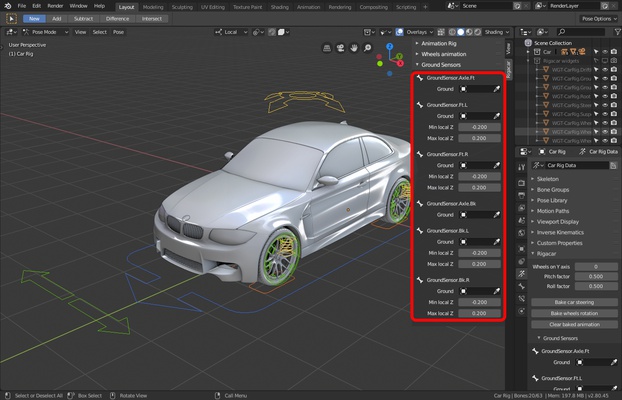 File Edit Render Window Help Layout Modeling Sculpting UV Editing Texture Paint Shading Animation Rendering Compositing Scripting Scene RenderLayer
New Add Subtract Difference Intersect Pose Options
Pose Mode View Select Pose Local Overlays Shading
User Perspective
(1) Car Rig
Animation Rig
Wheels animation
Ground Sensors
GroundSensor.Axle.Ft
Ground
GroundSensor.Ft.L
Ground
Min local Z -0.200
Max local Z 0.200
GroundSensor.Ft.R
Ground
Min local Z -0.200
Max local Z 0.200
GroundSensor.Axle.Bk
Ground
GroundSensor.Bk.L
Ground
Min local Z -0.200
Max local Z 0.200
GroundSensor.Bk.R
Ground
Min local Z -0.200
Max local Z 0.200
View
Rigacar
Scene Collection
Car
Rigacar widgets
Car Rig Car Rig Data
Car Rig Data
Skeleton
Bone Groups
Pose Library
Motion Paths
Viewport Display
Inverse Kinematics
Custom Properties
Rigacar
Wheels on Y axis 0
Pitch factor 0.500
Roll factor 0.500
Bake car steering
Bake wheels rotation
Clear baked animation
Ground Sensors
GroundSensor.Axle.Ft
Ground
GroundSensor.Ft.L
Ground
Select or Deselect All Box Select Rotate View Call Menu Car Rig | Bones:20/63 | Mem: 197.8 MB | v2.80.45